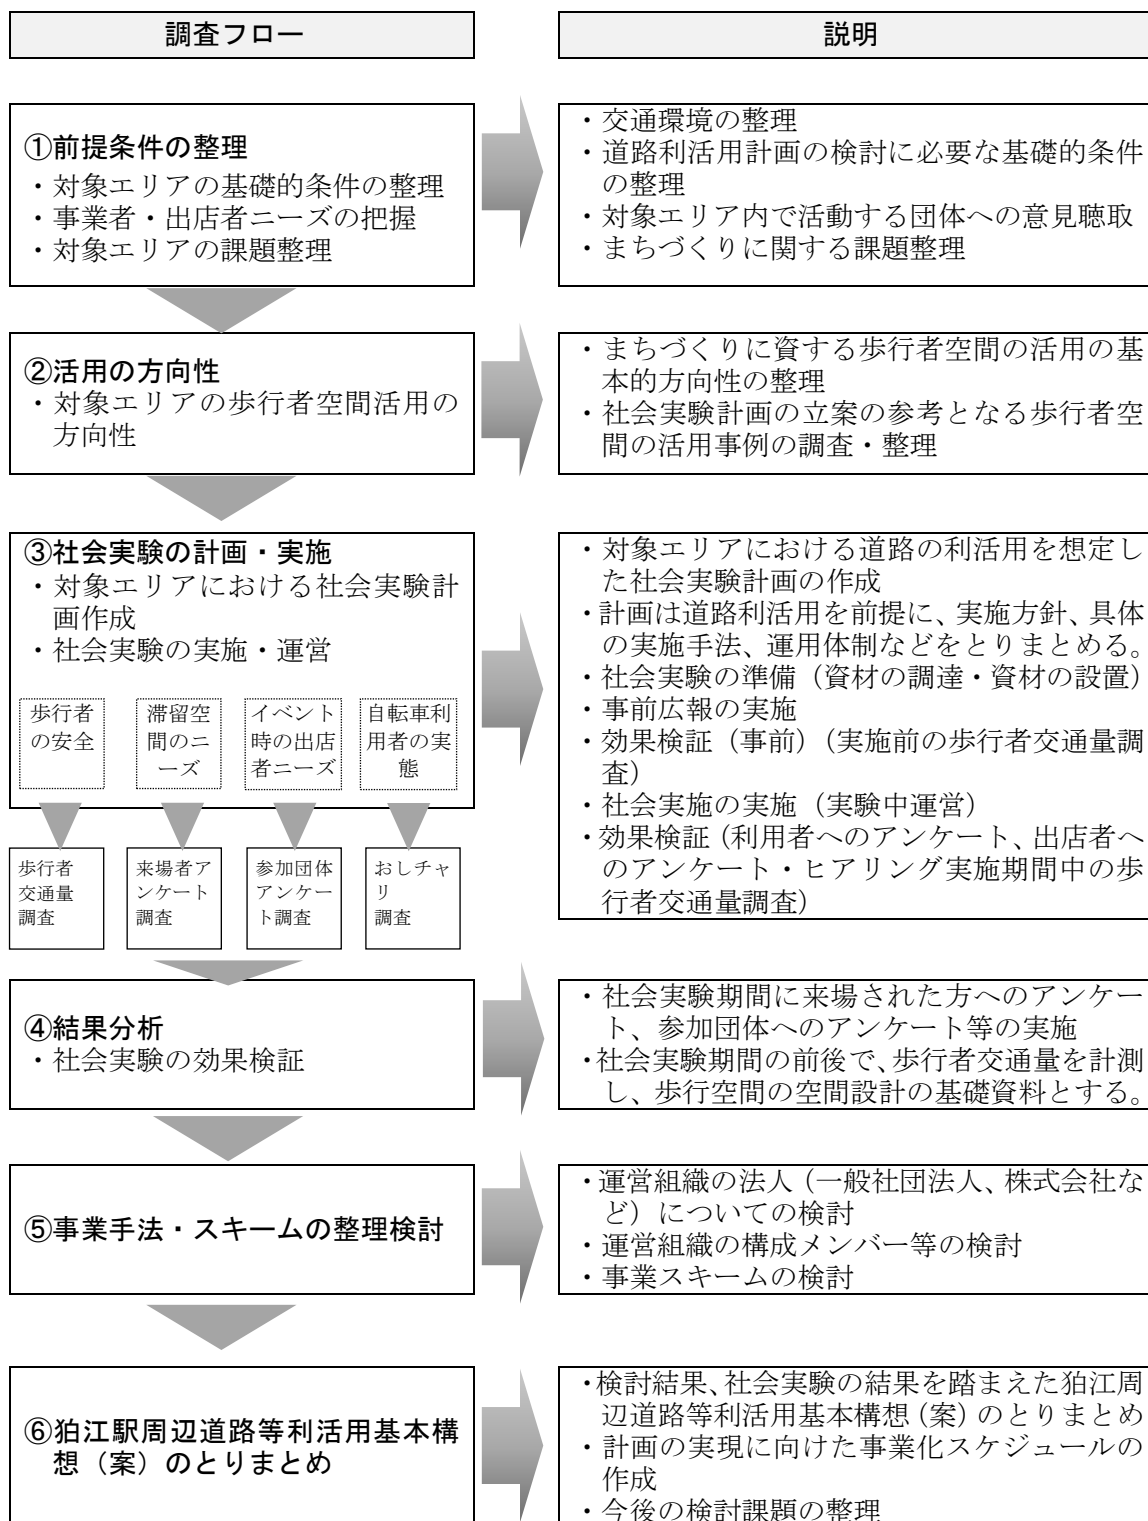 調査フロー
説明
①前提条件の整理
・対象エリアの基礎的条件の整理
・事業者・出店者ニーズの把握
・対象エリアの課題整理
・交通環境の整理
・道路利活用計画の検討に必要な基礎的条件
の整理
・対象エリア内で活動する団体への意見聴取
・まちづくりに関する課題整理
②活用の方向性
・対象エリアの歩行者空間活用の
方向性
・まちづくりに資する歩行者空間の活用の基
本的方向性の整理
・社会実験計画の立案の参考となる歩行者空
間の活用事例の調査・整理
③社会実験の計画・実施
・対象エリアにおける社会実験計
画作成
・社会実験の実施・運営
歩行者
の安全
滞留空
間のニ
ーズ
イベント
時の出店
者ニーズ
自転車利
用者の実
態
歩行者
交通量
調査
来場者ア
ンケート
調査
参加団体
アンケー
ト調査
おしチャ
リ
調査
・対象エリアにおける道路の利活用を想定し
た社会実験計画の作成
・計画は道路利活用を前提に、実施方針、具体
の実施手法、運用体制などをとりまとめる。
・社会実験の準備（資材の調達・資材の設置）
・事前広報の実施
・効果検証（事前）（実施前の歩行者交通量調
査）
・社会実施の実施（実験中運営）
・効果検証（利用者へのアンケート、出店者へ
のアンケート・ヒアリング実施期間中の歩
行者交通量調査）
④結果分析
・社会実験の効果検証
・社会実験期間に来場された方へのアンケー
ト、参加団体へのアンケート等の実施
・社会実験期間の前後で、歩行者交通量を計測
し、歩行空間の空間設計の基礎資料とする。
⑤事業手法・スキームの整理検討
・運営組織の法人（一般社団法人、株式会社な
ど）についての検討
・運営組織の構成メンバー等の検討
・事業スキームの検討
⑥狛江駅周辺道路等利活用基本構
想（案）のとりまとめ
・検討結果、社会実験の結果を踏まえた狛江周
辺道路等利活用基本構想（案）のとりまとめ
・計画の実現に向けた事業化スケジュールの
作成
・今後の検討課題の整理